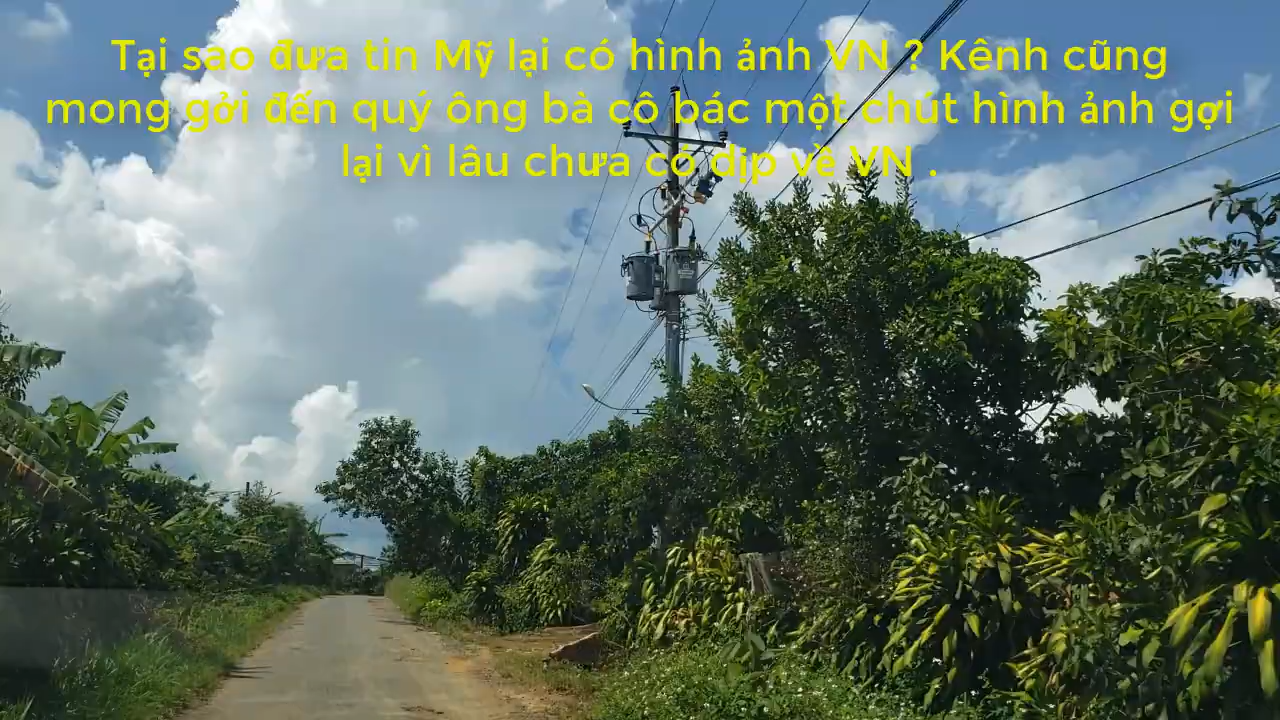 Tại sao đưa tin Mỹ lại có hình ảnh VN ? Kênh cũng
mong gởi đến quý ông bà cô bác một chút hình ảnh gợi
lại vì lâu chưa có dịp về VN .